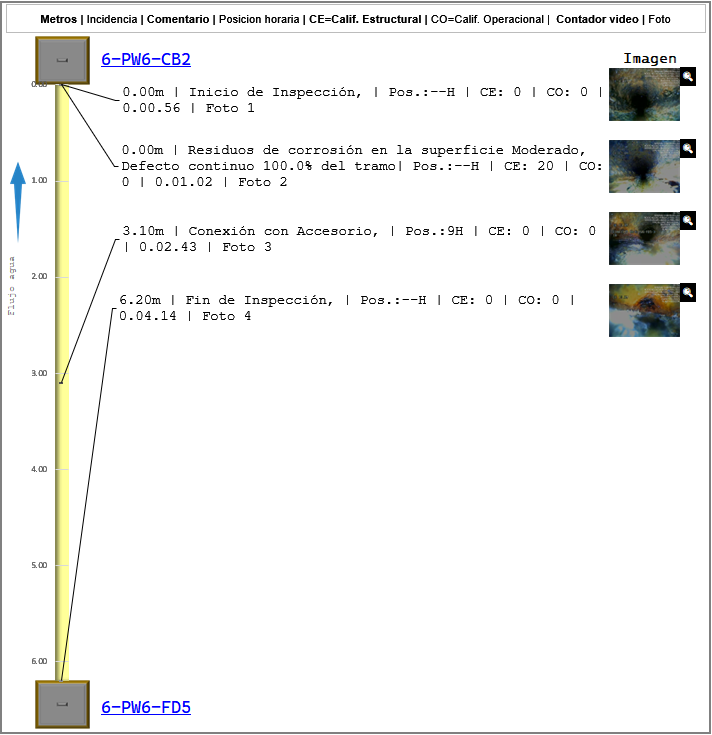 Metros | Incidencia | Comentario | Posicion horaria | CE=Calif. Estructural | CO=Calif. Operacional | Contador video | Foto
6-PW6-CB2
Imagen
0.00
0.00m | Inicio de Inspección, | Pos.:--H | CE: 0 | CO: 0 |
0.00.56 | Foto 1
0.00m | Residuos de corrosión en la superficie Moderado,
Defecto continuo 100.0% del tramo| Pos.:--H | CE: 20 | CO:
0 | 0.01.02 | Foto 2
1.00
3.10m | Conexión con Accesorio, | Pos.:9H | CE: 0 | CO: 0
| 0.02.43 | Foto 3
Flujo agua
2.00
6.20m | Fin de Inspección, | Pos.:--H | CE: 0 | CO: 0 |
0.04.14 | Foto 4
3.00
4.00
5.00
6.00
6-PW6-FD5